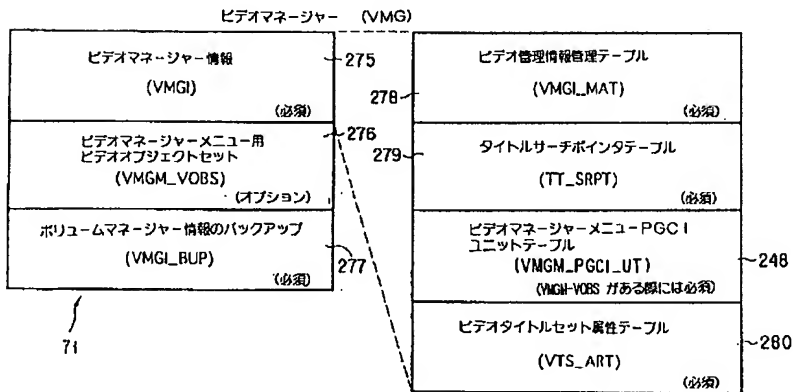 ビデオマネージャー (VMG)
ビデオマネージャー情報
(VMGI)
(必須)
275
ビデオマネージャーメニュー用
ビデオオブジェクトセット
(VMGM_VOBS)
(オプション)
276
ボリュームマネージャー情報のバックアップ
(VMGI_BUP)
(必須)
277
71
ビデオ管理情報管理テーブル
(VMGI_MAT)
(必須)
278
タイトルサーチポインタテーブル
(TT_SRPT)
(必須)
279
ビデオマネージャーメニューPGCI
ユニットテーブル
(VMGM_PGCI_UT)
(VMGM-VOBS がある際には必須)
248
ビデオタイトルセット属性テーブル
(VTS_ART)
(必須)
280